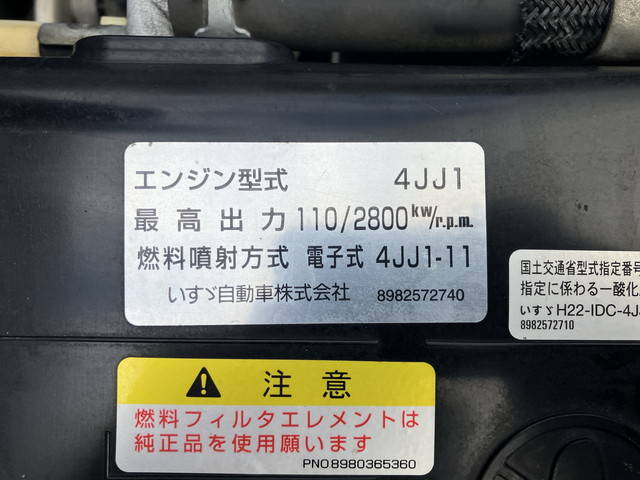 エンジン型式 4JJ1
最高出力 110/2800kw/r.p.m.
燃料噴射方式 電子式 4JJ1-11
いすゞ自動車株式会社 8982572740
国土交通省型式指定番号
指定に係わる一酸化
いすゞH22-IDC-4J
8982572710
注意
燃料フィルタエレメントは
純正品を使用願います
PNO8980365360